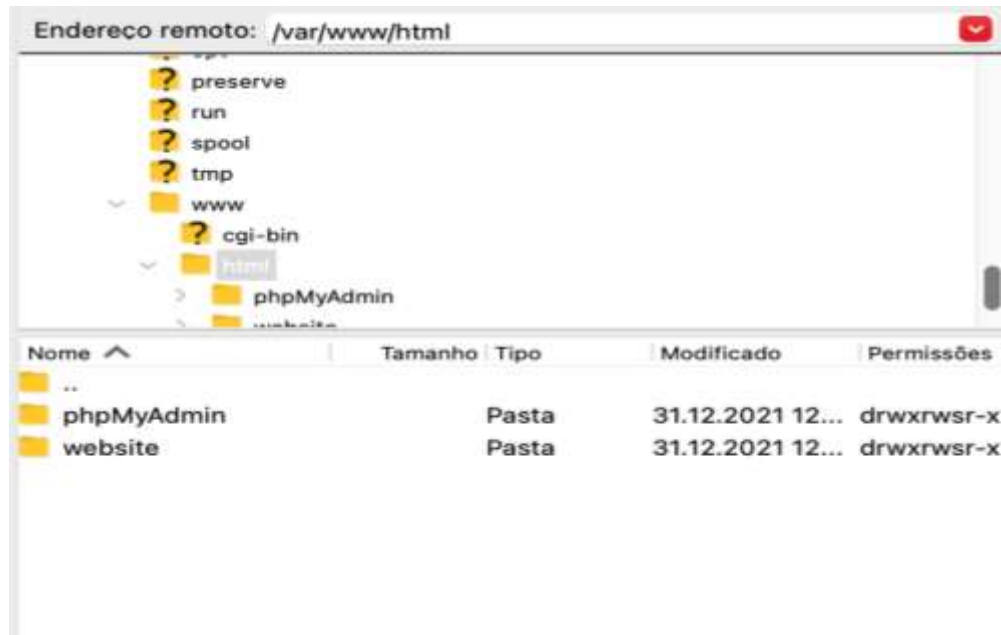 Endereço remoto: /var/www/html
preserve
run
spool
tmp
www
cgi-bin
html
phpMyAdmin
website
Nome Tamanho Tipo Modificado Permissões
..
phpMyAdmin Pasta 31.12.2021 12... drwxrwsr-x
website Pasta 31.12.2021 12... drwxrwsr-x